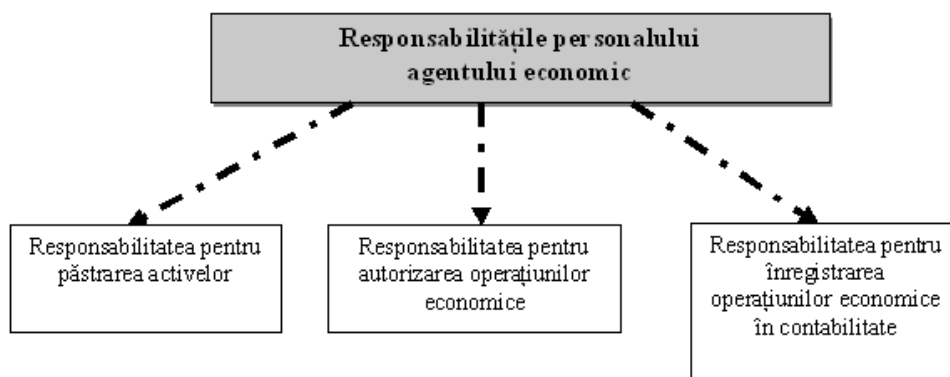 Responsabilitățile personalului
agentului economic
Responsabilitatea pentru
păstrarea activelor
Responsabilitatea pentru
autorizarea operațiunilor
economice
Responsabilitatea pentru
înregistrarea
operațiunilor economice
în contabilitate